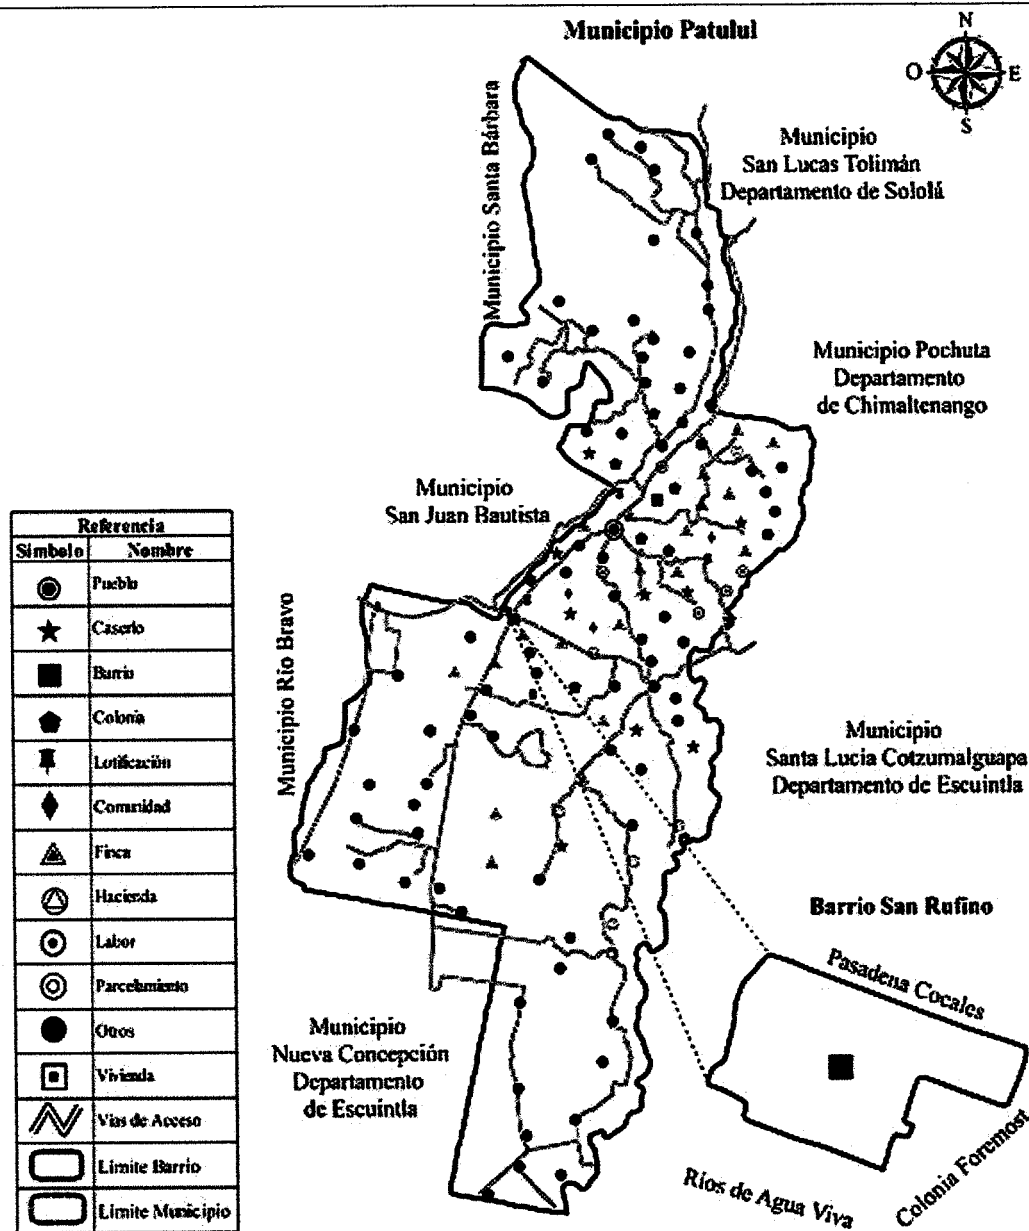 Municipio Patulul
N
O
E
S
Municipio Santa Bárbara
Municipio
San Lucas Tolimán
Departamento de Sololá
Municipio Pochuta
Departamento
de Chimaltenango
Municipio
San Juan Bautista
Referencia
Símbolo Nombre
Pueblo
Caserío
Barrio
Colonia
Lotificación
Comunidad
Finca
Hacienda
Labor
Parcelamiento
Otros
Vivienda
Vias de Acceso
Límite Barrio
Límite Municipio
Municipio Río Bravo
Municipio
Santa Lucia Cotzumalguapa
Departamento de Escuintla
Barrio San Rufino
Pasadena Cocales
Municipio
Nueva Concepción
Departamento
de Escuintla
Ríos de Agua Viva
Colonia Foremost